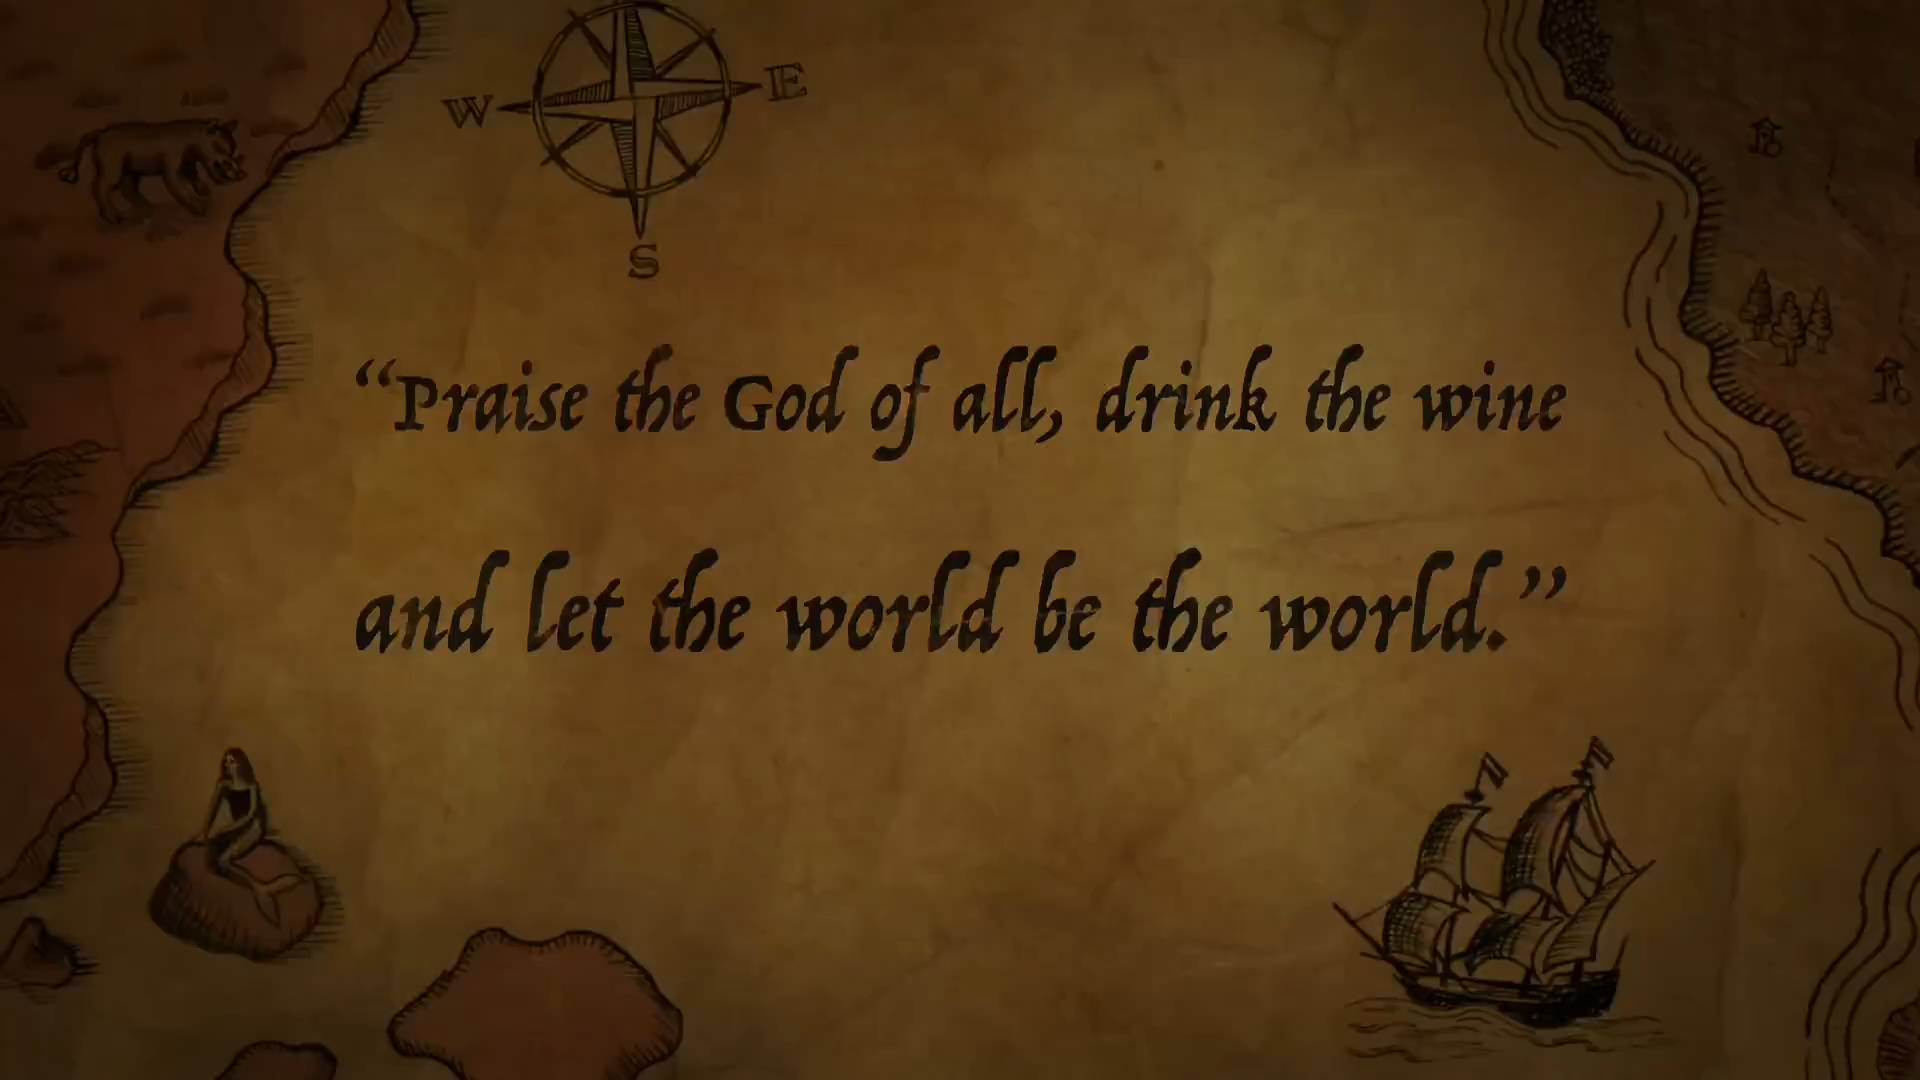 W E
S
“Praise the God of all, drink the wine
and let the world be the world.”